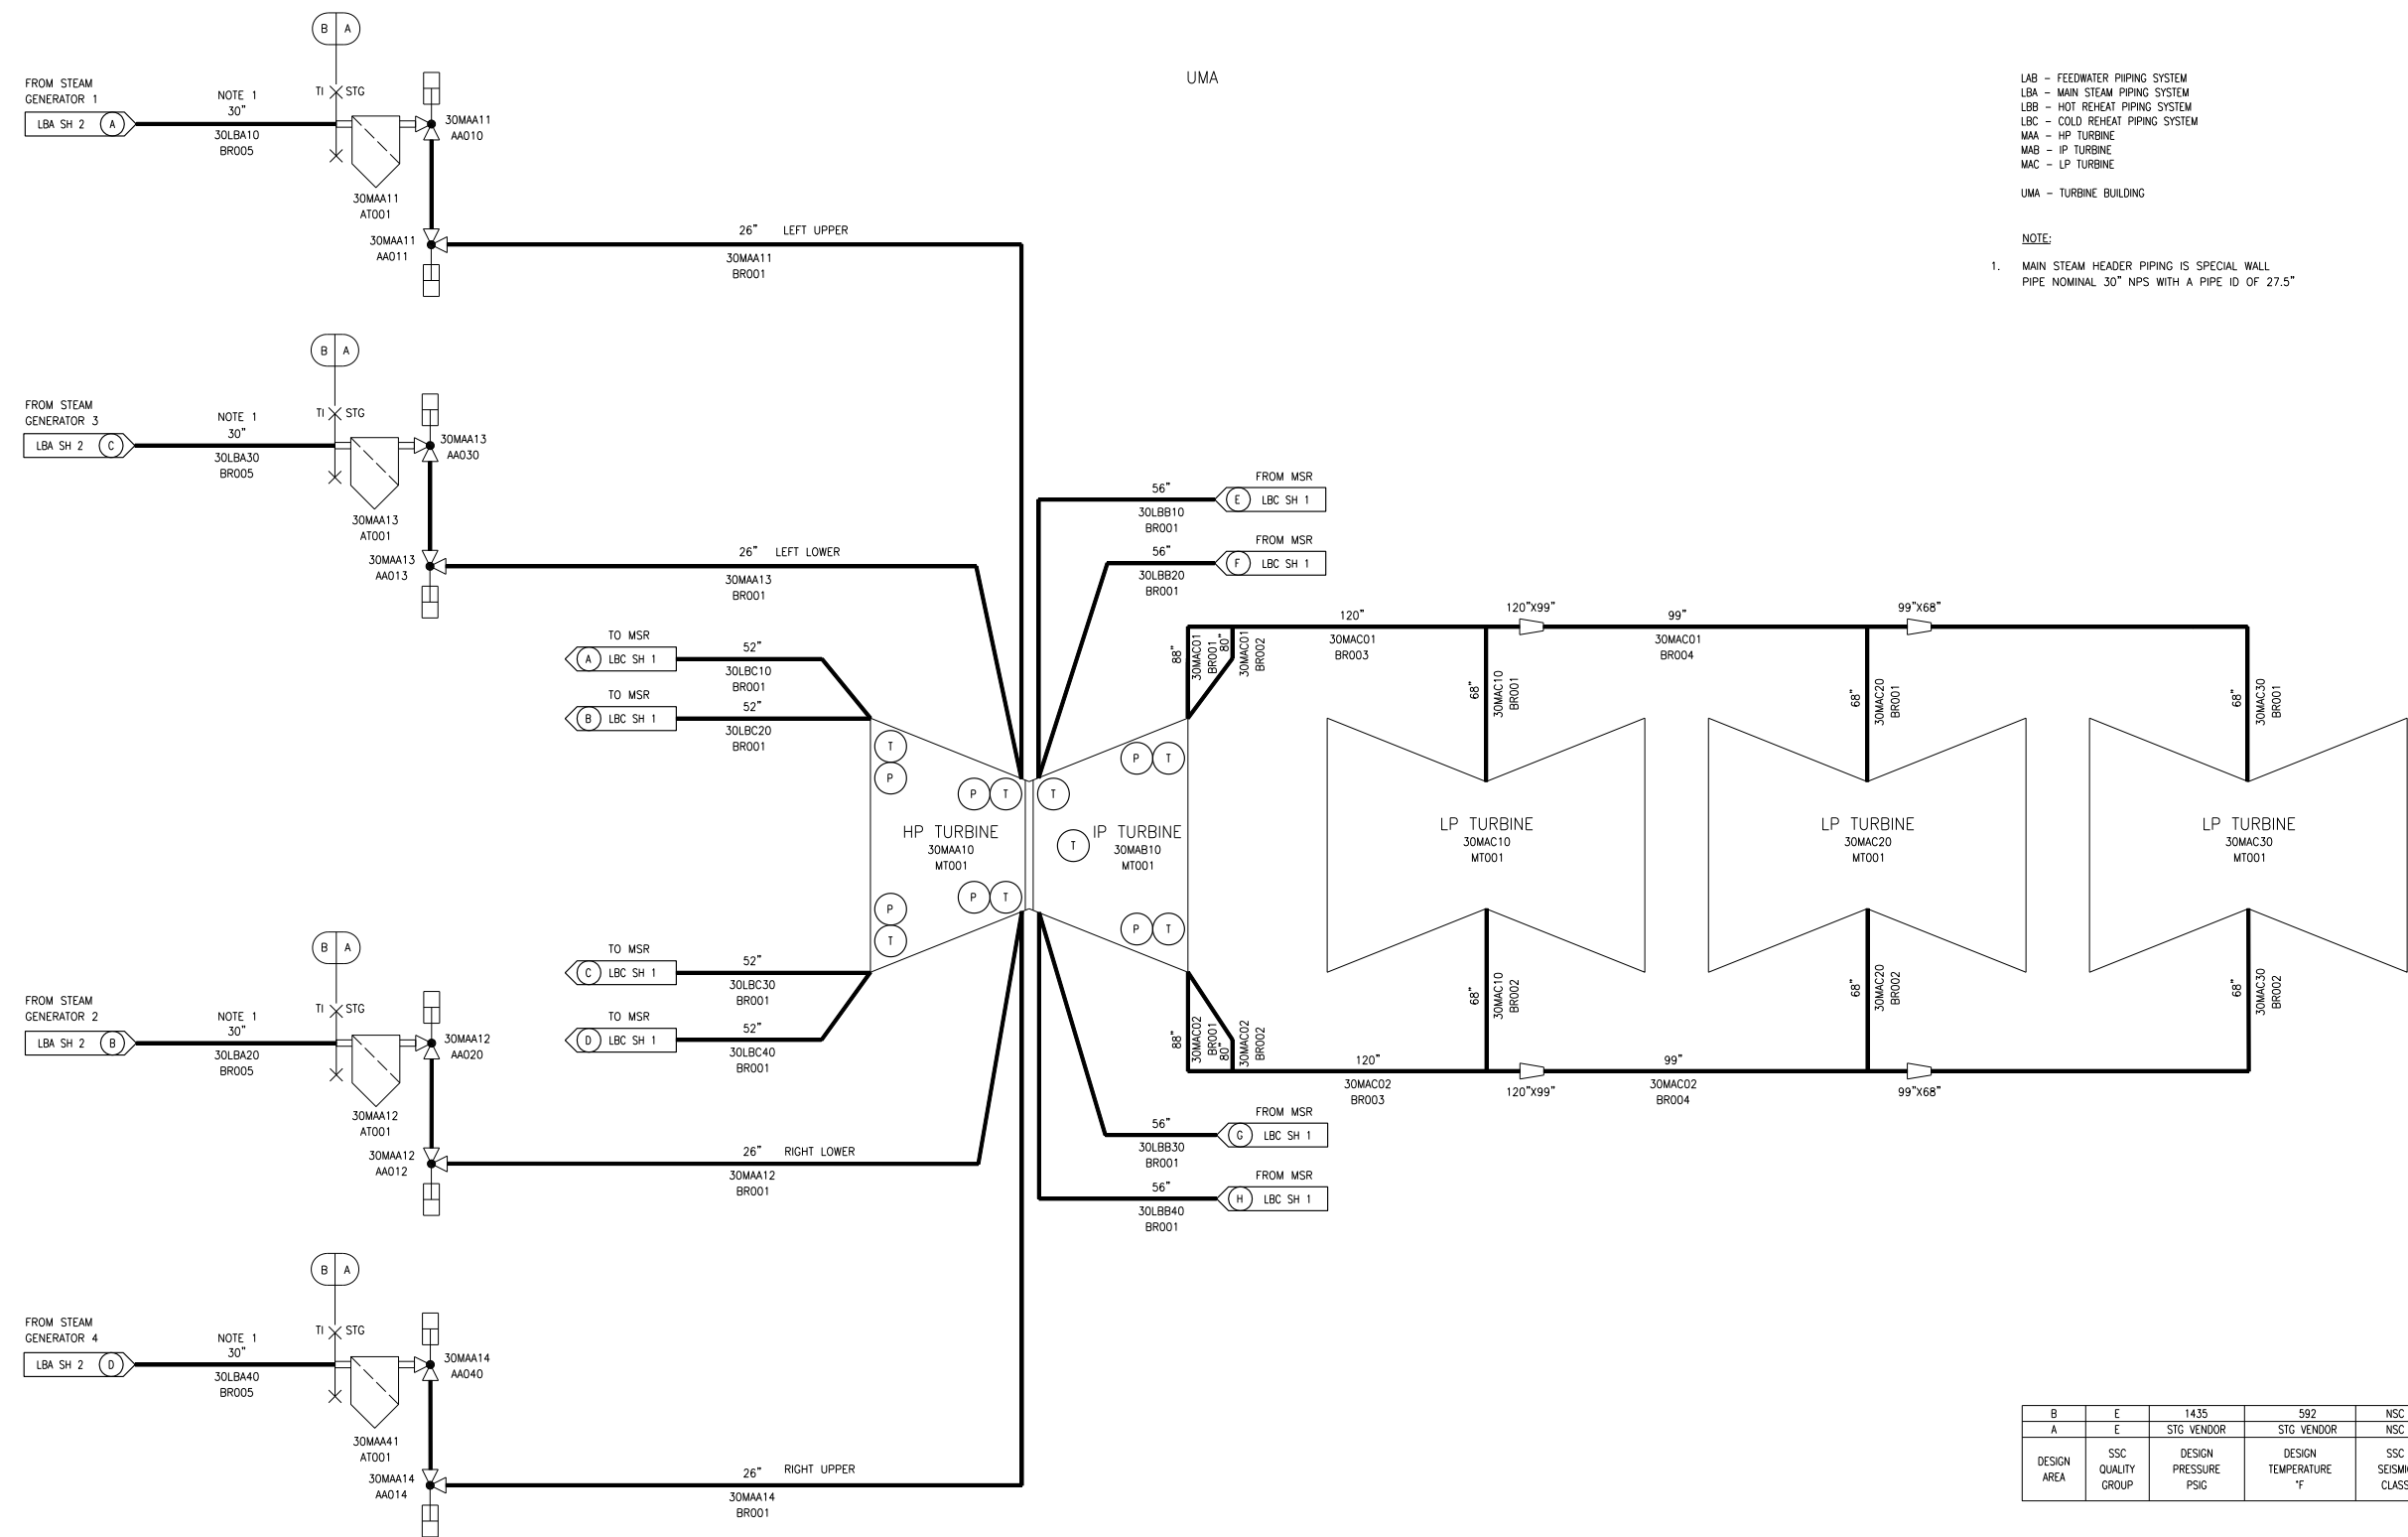 UMA
LAB – FEEDWATER PIIPING SYSTEM
LBA – MAIN STEAM PIPING SYSTEM
LBB – HOT REHEAT PIPING SYSTEM
LBC – COLD REHEAT PIPING SYSTEM
MAA – HP TURBINE
MAB – IP TURBINE
MAC – LP TURBINE
UMA – TURBINE BUILDING
NOTE:
1. MAIN STEAM HEADER PIPING IS SPECIAL WALL
PIPE NOMINAL 30" NPS WITH A PIPE ID OF 27.5"
B A
FROM STEAM
GENERATOR 1
LBA SH 2 A
NOTE 1
30"
30LBA10
BR005
TI STG
30MAA11
AT001
30MAA11
AA010
30MAA11
AA011
26" LEFT UPPER
30MAA11
BR001
B A
FROM STEAM
GENERATOR 3
LBA SH 2 C
NOTE 1
30"
30LBA30
BR005
TI STG
30MAA13
AT001
30MAA13
AA030
30MAA13
AA013
26" LEFT LOWER
30MAA13
BR001
FROM MSR
56"
E LBC SH 1
30LBB10
BR001
FROM MSR
56"
F LBC SH 1
30LBB20
BR001
TO MSR
A LBC SH 1
52"
30LBC10
BR001
TO MSR
B LBC SH 1
52"
30LBC20
BR001
88"
30MAC01
BR001
80"
30MAC01
BR002
120"
30MAC01
BR003
120"X99"
99"
30MAC01
BR004
99"X68"
68"
30MAC10
BR001
68"
30MAC20
BR001
68"
30MAC30
BR001
T
P
P T
T
P T
HP TURBINE
30MAA10
MT001
T
IP TURBINE
30MAB10
MT001
LP TURBINE
30MAC10
MT001
LP TURBINE
30MAC20
MT001
LP TURBINE
30MAC30
MT001
P
T
P T
P T
TO MSR
C LBC SH 1
52"
30LBC30
BR001
TO MSR
D LBC SH 1
52"
30LBC40
BR001
88"
30MAC02
BR001
80"
30MAC02
BR002
68"
30MAC10
BR002
68"
30MAC20
BR002
68"
30MAC30
BR002
120"
30MAC02
BR003
120"X99"
99"
30MAC02
BR004
99"X68"
FROM MSR
56"
G LBC SH 1
30LBB30
BR001
FROM MSR
56"
H LBC SH 1
30LBB40
BR001
B A
FROM STEAM
GENERATOR 2
LBA SH 2 B
NOTE 1
30"
30LBA20
BR005
TI STG
30MAA12
AT001
30MAA12
AA020
30MAA12
AA012
26" RIGHT LOWER
30MAA12
BR001
B A
FROM STEAM
GENERATOR 4
LBA SH 2 D
NOTE 1
30"
30LBA40
BR005
TI STG
30MAA41
AT001
30MAA14
AA040
30MAA14
AA014
26" RIGHT UPPER
30MAA14
BR001
B E 1435 592 NSC
A E STG VENDOR STG VENDOR NSC
DESIGN
AREA
SSC
QUALITY
GROUP
DESIGN
PRESSURE
PSIG
DESIGN
TEMPERATURE
°F
SSC